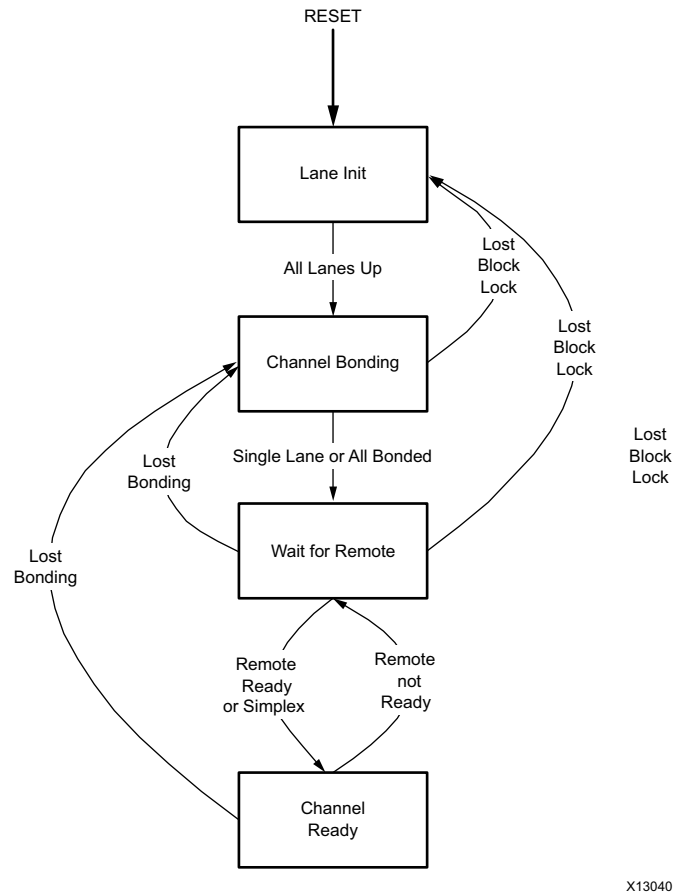 RESET
Lane Init
All Lanes Up
Lost
Block
Lock
Channel Bonding
Lost
Block
Lock
Single Lane or All Bonded
Lost
Bonding
Lost
Block
Lock
Wait for Remote
Lost
Bonding
Remote
Ready
or Simplex
Remote
not
Ready
Channel
Ready
X13040